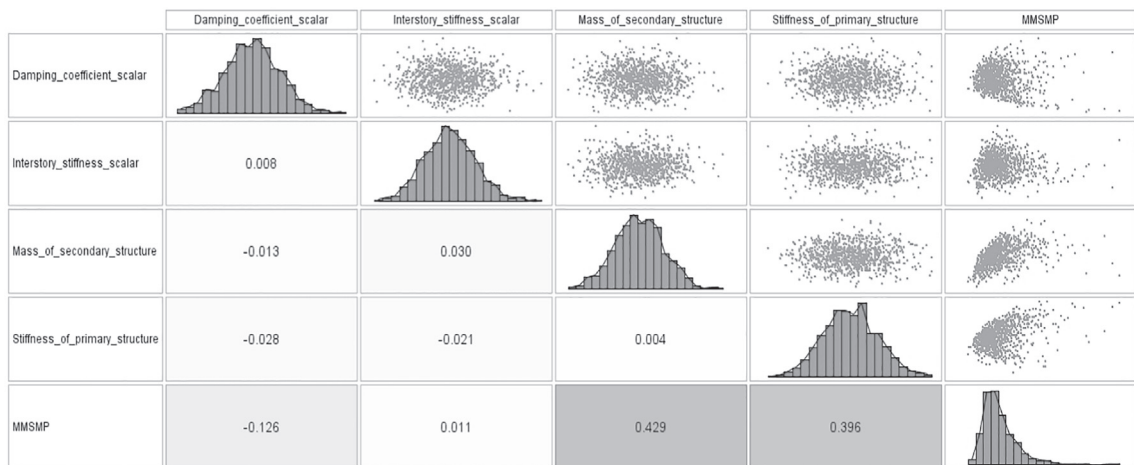 Damping_coefficient_scalar Interstory_stiffness_scalar Mass_of_secondary_structure Stiffness_of_primary_structure MMSMP
Damping_coefficient_scalar
Interstory_stiffness_scalar 0.008
Mass_of_secondary_structure -0.013 0.030
Stiffness_of_primary_structure -0.028 -0.021 0.004
MMSMP -0.126 0.011 0.429 0.396